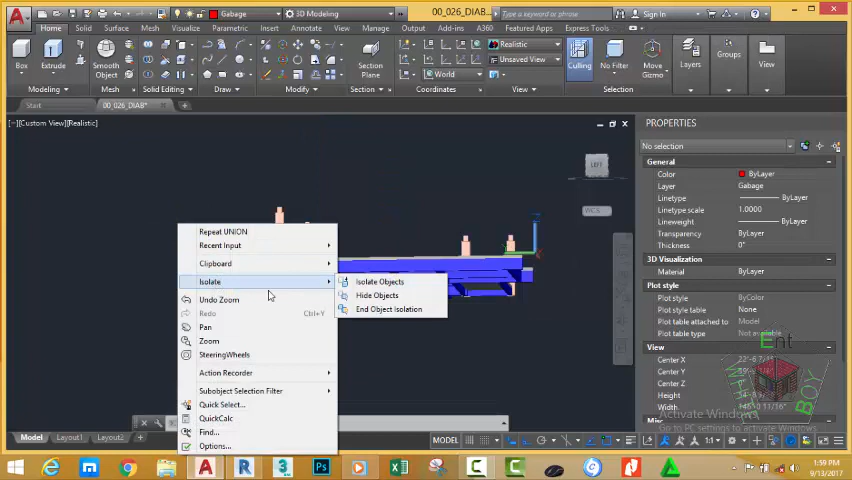 Gabage
3D Modeling
00_026_DIAB...
Type a keyword or phrase
Sign In
Home
Solid
Surface
Mesh
Visualize
Parametric
Insert
Annotate
View
Manage
Output
Add-ins
A360
Featured Apps
Express Tools
Box
Extrude
Smooth
Object
Section
Plane
Realistic
Unsaved View
World
Culling
No Filter
Move
Gizmo
Layers
Groups
View
Modeling
Mesh
Solid Editing
Draw
Modify
Section
Coordinates
View
Selection
Start
00_026_DIAB*
[−][Custom View][Realistic]
LEFT
WCS
Repeat UNION
Recent Input
Clipboard
Isolate
Undo Zoom
Redo Ctrl+Y
Pan
Zoom
SteeringWheels
Action Recorder
Subobject Selection Filter
Quick Select...
QuickCalc
Find...
Options...
Isolate Objects
Hide Objects
End Object Isolation
PROPERTIES
No selection
General
Color ByLayer
Layer Gabage
Linetype ByLayer
Linetype scale 1.0000
Lineweight ByLayer
Transparency ByLayer
Thickness 0"
3D Visualization
Material ByLayer
Plot style
Plot style ByColor
Plot style table None
Plot table attached to Model
View
Center X
Center Y
Center Z
Height
Width
Ent
BOY
Activate Windows
Go to PC settings to activate Windows.
Model
Layout1
Layout2
MODEL
1:1
1:59 PM
9/13/2017